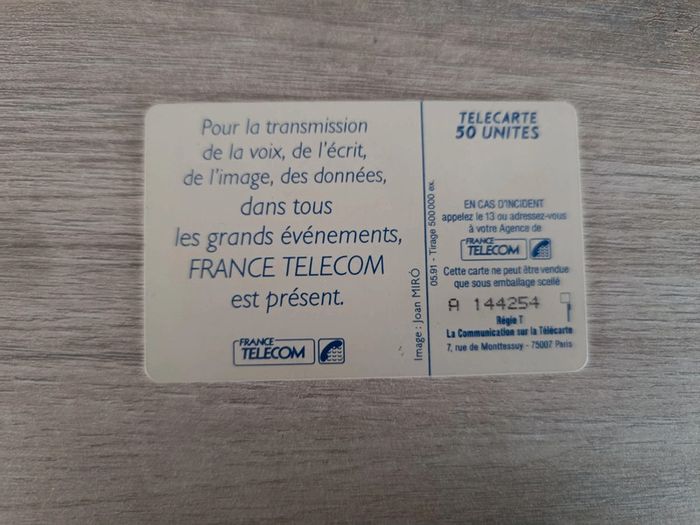 Pour la transmission
de la voix, de l'écrit,
de l'image, des données,
dans tous
les grands événements,
FRANCE TELECOM
est présent.
FRANCE
TELECOM
Image : Joan MIRÓ
05.91 - Tirage 500 000 ex.
TELECARTE
50 UNITES
EN CAS D'INCIDENT
appelez le 13 ou adressez-vous
à votre Agence de
FRANCE
TELECOM
Cette carte ne peut être vendue
que sous emballage scellé
A 144254
Régie T
La Communication sur la Télécarte
7, rue de Monttessuy - 75007 Paris